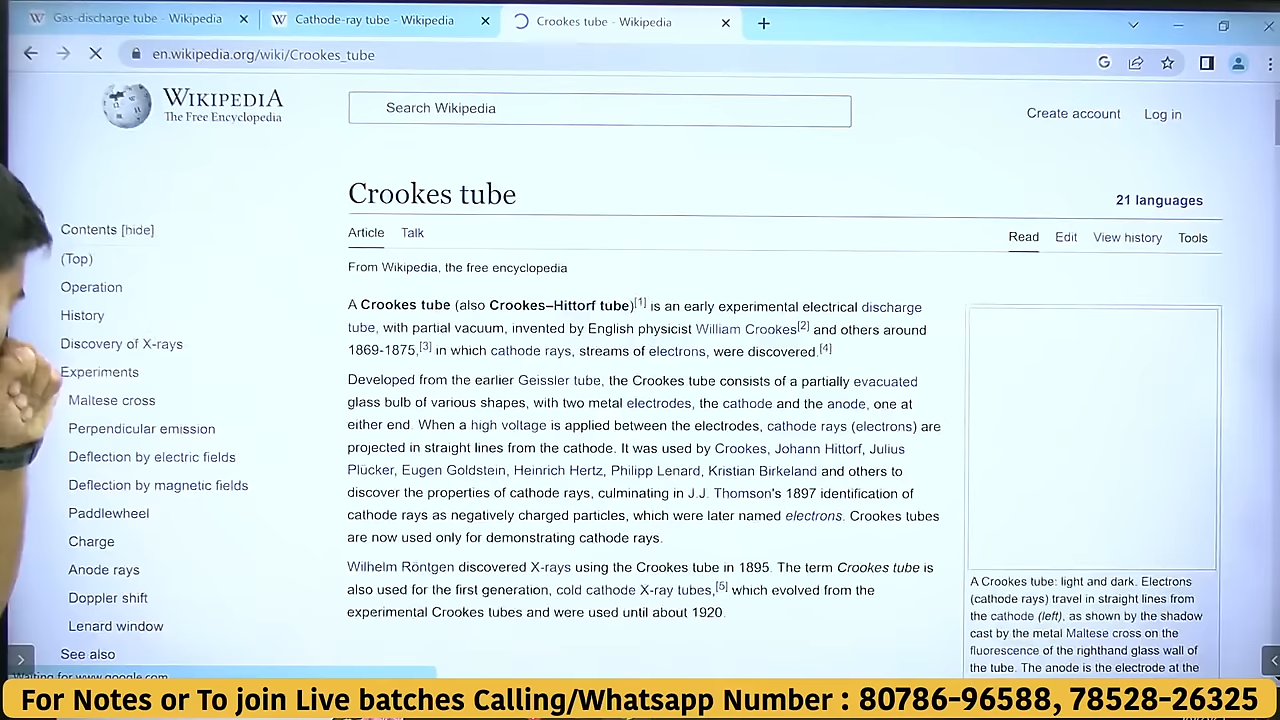 Gas-discharge tube - Wikipedia
Cathode-ray tube - Wikipedia
Crookes tube - Wikipedia
en.wikipedia.org/wiki/Crookes_tube
WIKIPEDIA
The Free Encyclopedia
Search Wikipedia
Create account Log in
Crookes tube
21 languages
Article Talk
Read Edit View history Tools
From Wikipedia, the free encyclopedia
Contents [hide]
(Top)
Operation
History
Discovery of X-rays
Experiments
Maltese cross
Perpendicular emission
Deflection by electric fields
Deflection by magnetic fields
Paddlewheel
Charge
Anode rays
Doppler shift
Lenard window
See also
A Crookes tube (also Crookes–Hittorf tube)[1] is an early experimental electrical discharge
tube, with partial vacuum, invented by English physicist William Crookes[2] and others around
1869-1875,[3] in which cathode rays, streams of electrons, were discovered.[4]
Developed from the earlier Geissler tube, the Crookes tube consists of a partially evacuated
glass bulb of various shapes, with two metal electrodes, the cathode and the anode, one at
either end. When a high voltage is applied between the electrodes, cathode rays (electrons) are
projected in straight lines from the cathode. It was used by Crookes, Johann Hittorf, Julius
Plücker, Eugen Goldstein, Heinrich Hertz, Philipp Lenard, Kristian Birkeland and others to
discover the properties of cathode rays, culminating in J.J. Thomson's 1897 identification of
cathode rays as negatively charged particles, which were later named electrons. Crookes tubes
are now used only for demonstrating cathode rays.
Wilhelm Röntgen discovered X-rays using the Crookes tube in 1895. The term Crookes tube is
also used for the first generation, cold cathode X-ray tubes,[5] which evolved from the
experimental Crookes tubes and were used until about 1920.
A Crookes tube: light and dark. Electrons
(cathode rays) travel in straight lines from
the cathode (left), as shown by the shadow
cast by the metal Maltese cross on the
fluorescence of the righthand glass wall of
the tube. The anode is the electrode at the
Waiting for www.google.com
For Notes or To join Live batches Calling/Whatsapp Number : 80786-96588, 78528-26325